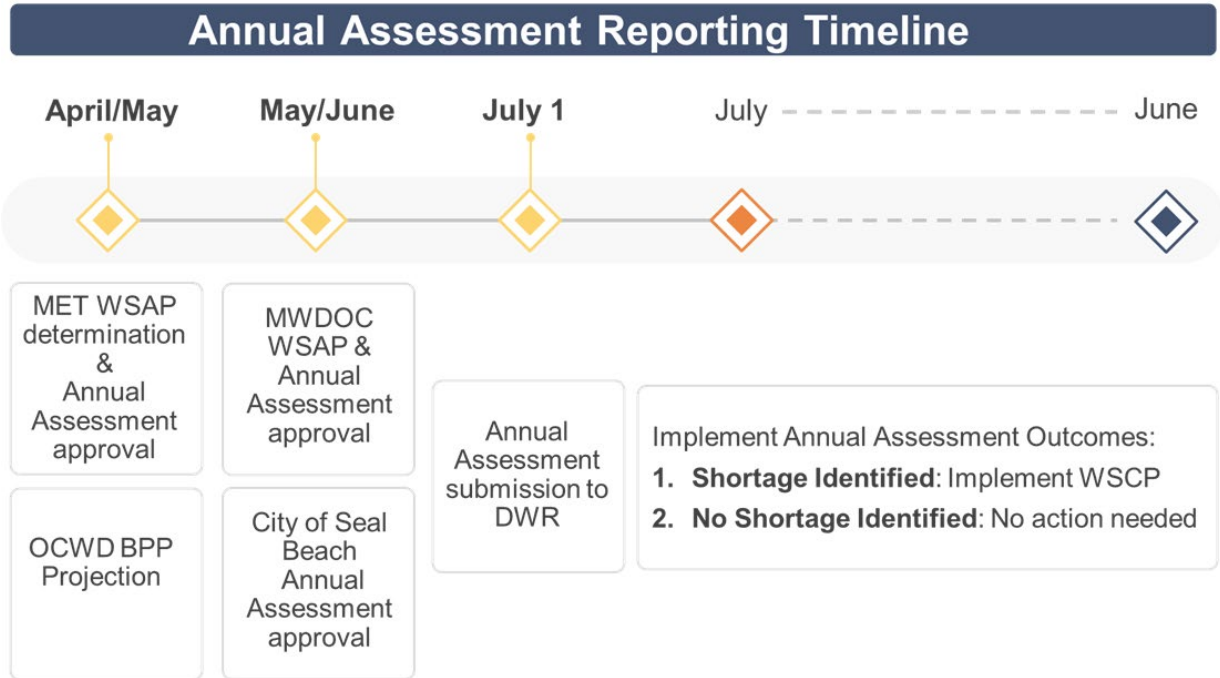 Annual Assessment Reporting Timeline
April/May
May/June
July 1
July
June
MET WSAP
determination
&
Annual
Assessment
approval
OCWD BPP
Projection
MWDOC
WSAP &
Annual
Assessment
approval
City of Seal
Beach
Annual
Assessment
approval
Annual
Assessment
submission to
DWR
Implement Annual Assessment Outcomes:
1. Shortage Identified: Implement WSCP
2. No Shortage Identified: No action needed